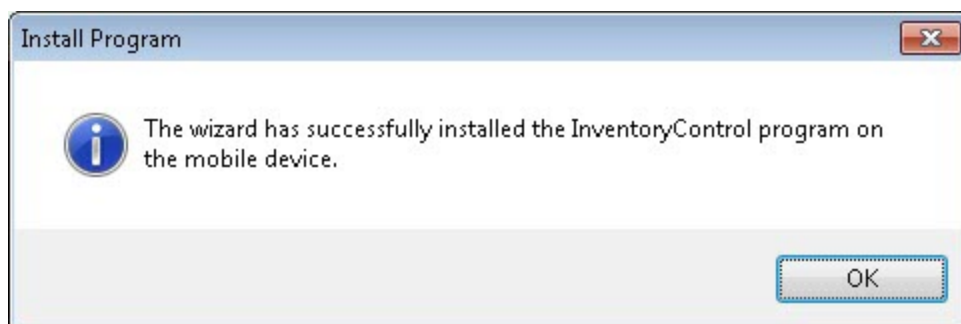 Install Program
The wizard has successfully installed the InventoryControl program on
the mobile device.
OK